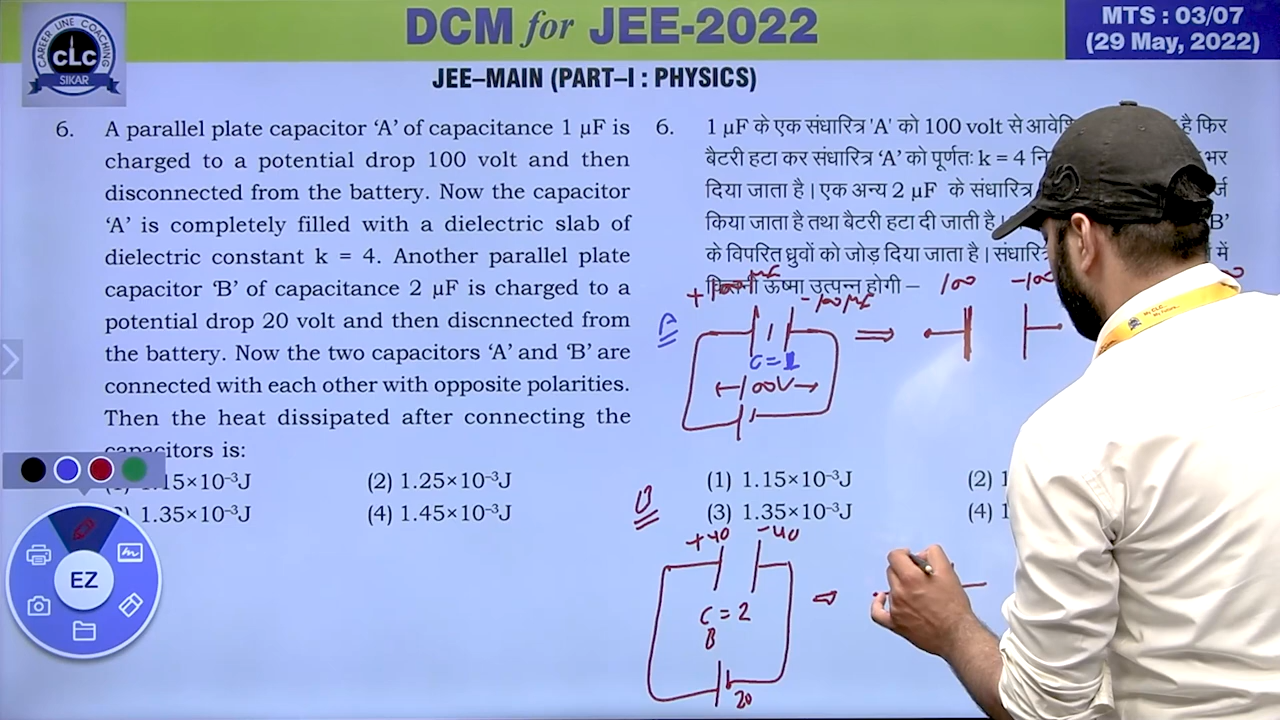 CAREER LINE COACHING
CLC
SIKAR
DCM for JEE-2022
MTS : 03/07
(29 May, 2022)
JEE–MAIN (PART–I : PHYSICS)
6. A parallel plate capacitor ‘A’ of capacitance 1 μF is
charged to a potential drop 100 volt and then
disconnected from the battery. Now the capacitor
‘A’ is completely filled with a dielectric slab of
dielectric constant k = 4. Another parallel plate
capacitor ‘B’ of capacitance 2 μF is charged to a
potential drop 20 volt and then discnnected from
the battery. Now the two capacitors ‘A’ and ‘B’ are
connected with each other with opposite polarities.
Then the heat dissipated after connecting the
capacitors is:
.15×10⁻³J (2) 1.25×10⁻³J
1.35×10⁻³J (4) 1.45×10⁻³J
6. 1 μF के एक संधारित्र 'A' को 100 volt से है फिर
बैटरी हटा कर संधारित्र ‘A’ को पूर्णतः k = 4 भर
दिया जाता है। एक अन्य 2 μF के संधारित्र
किया जाता है तथा बैटरी हटा दी जाती है। B’
के विपरित ध्रुवों को जोड़ दिया जाता है। में
ऊष्मा उत्पन्न होगी –
(1) 1.15×10⁻³J (2) 1
(3) 1.35×10⁻³J (4) 1
-100 μF
100 -100
A
C = 1
100V
B
+40 -40
C = 2
B
20
EZ